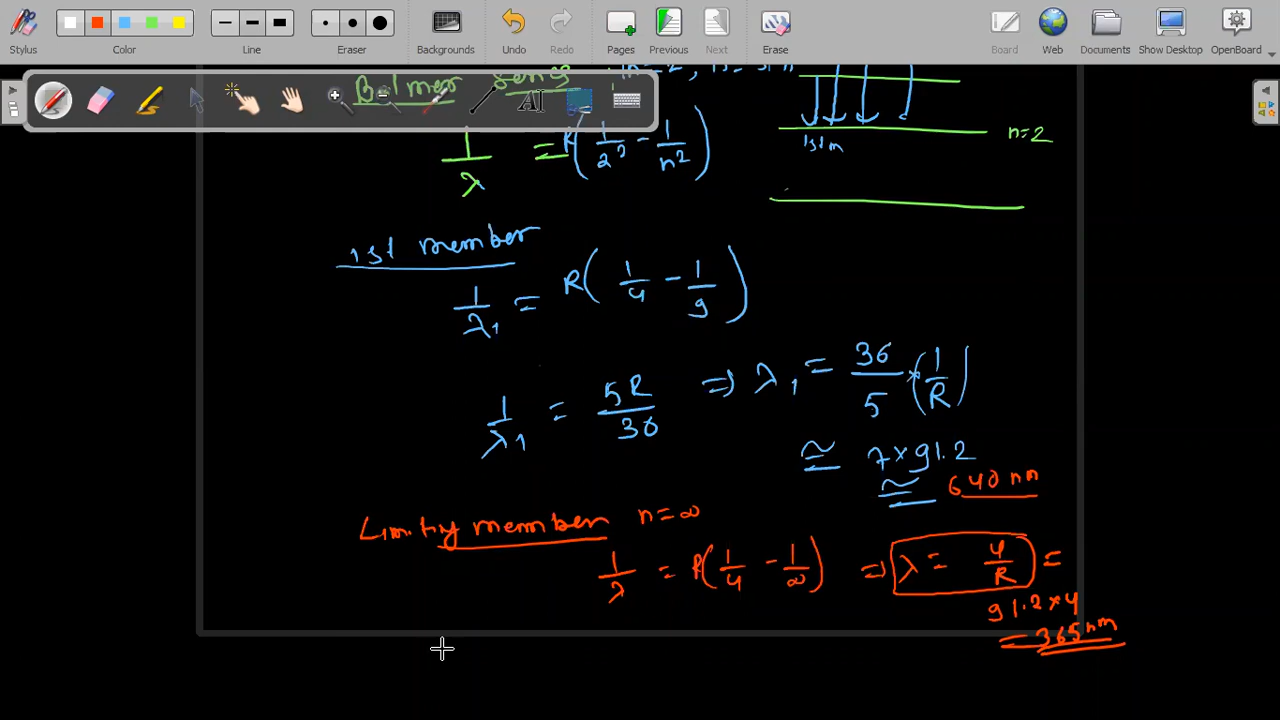 Stylus Color Line Eraser Backgrounds Undo Redo Pages Previous Next Erase Board Web Documents Show Desktop OpenBoard
Balmer series
n=2
1/λ = R(1/2² - 1/n²)
1st m
1st member
1/λ₁ = R(1/4 - 1/9)
1/λ₁ = 5R/36 ⇒ λ₁ = 36/5 × (1/R)
≅ 7×91.2
≅ 640 nm
Limitiy member n=∞
1/λ = R(1/4 - 1/∞) ⇒ λ = 4/R =
91.2×4
= 365 nm